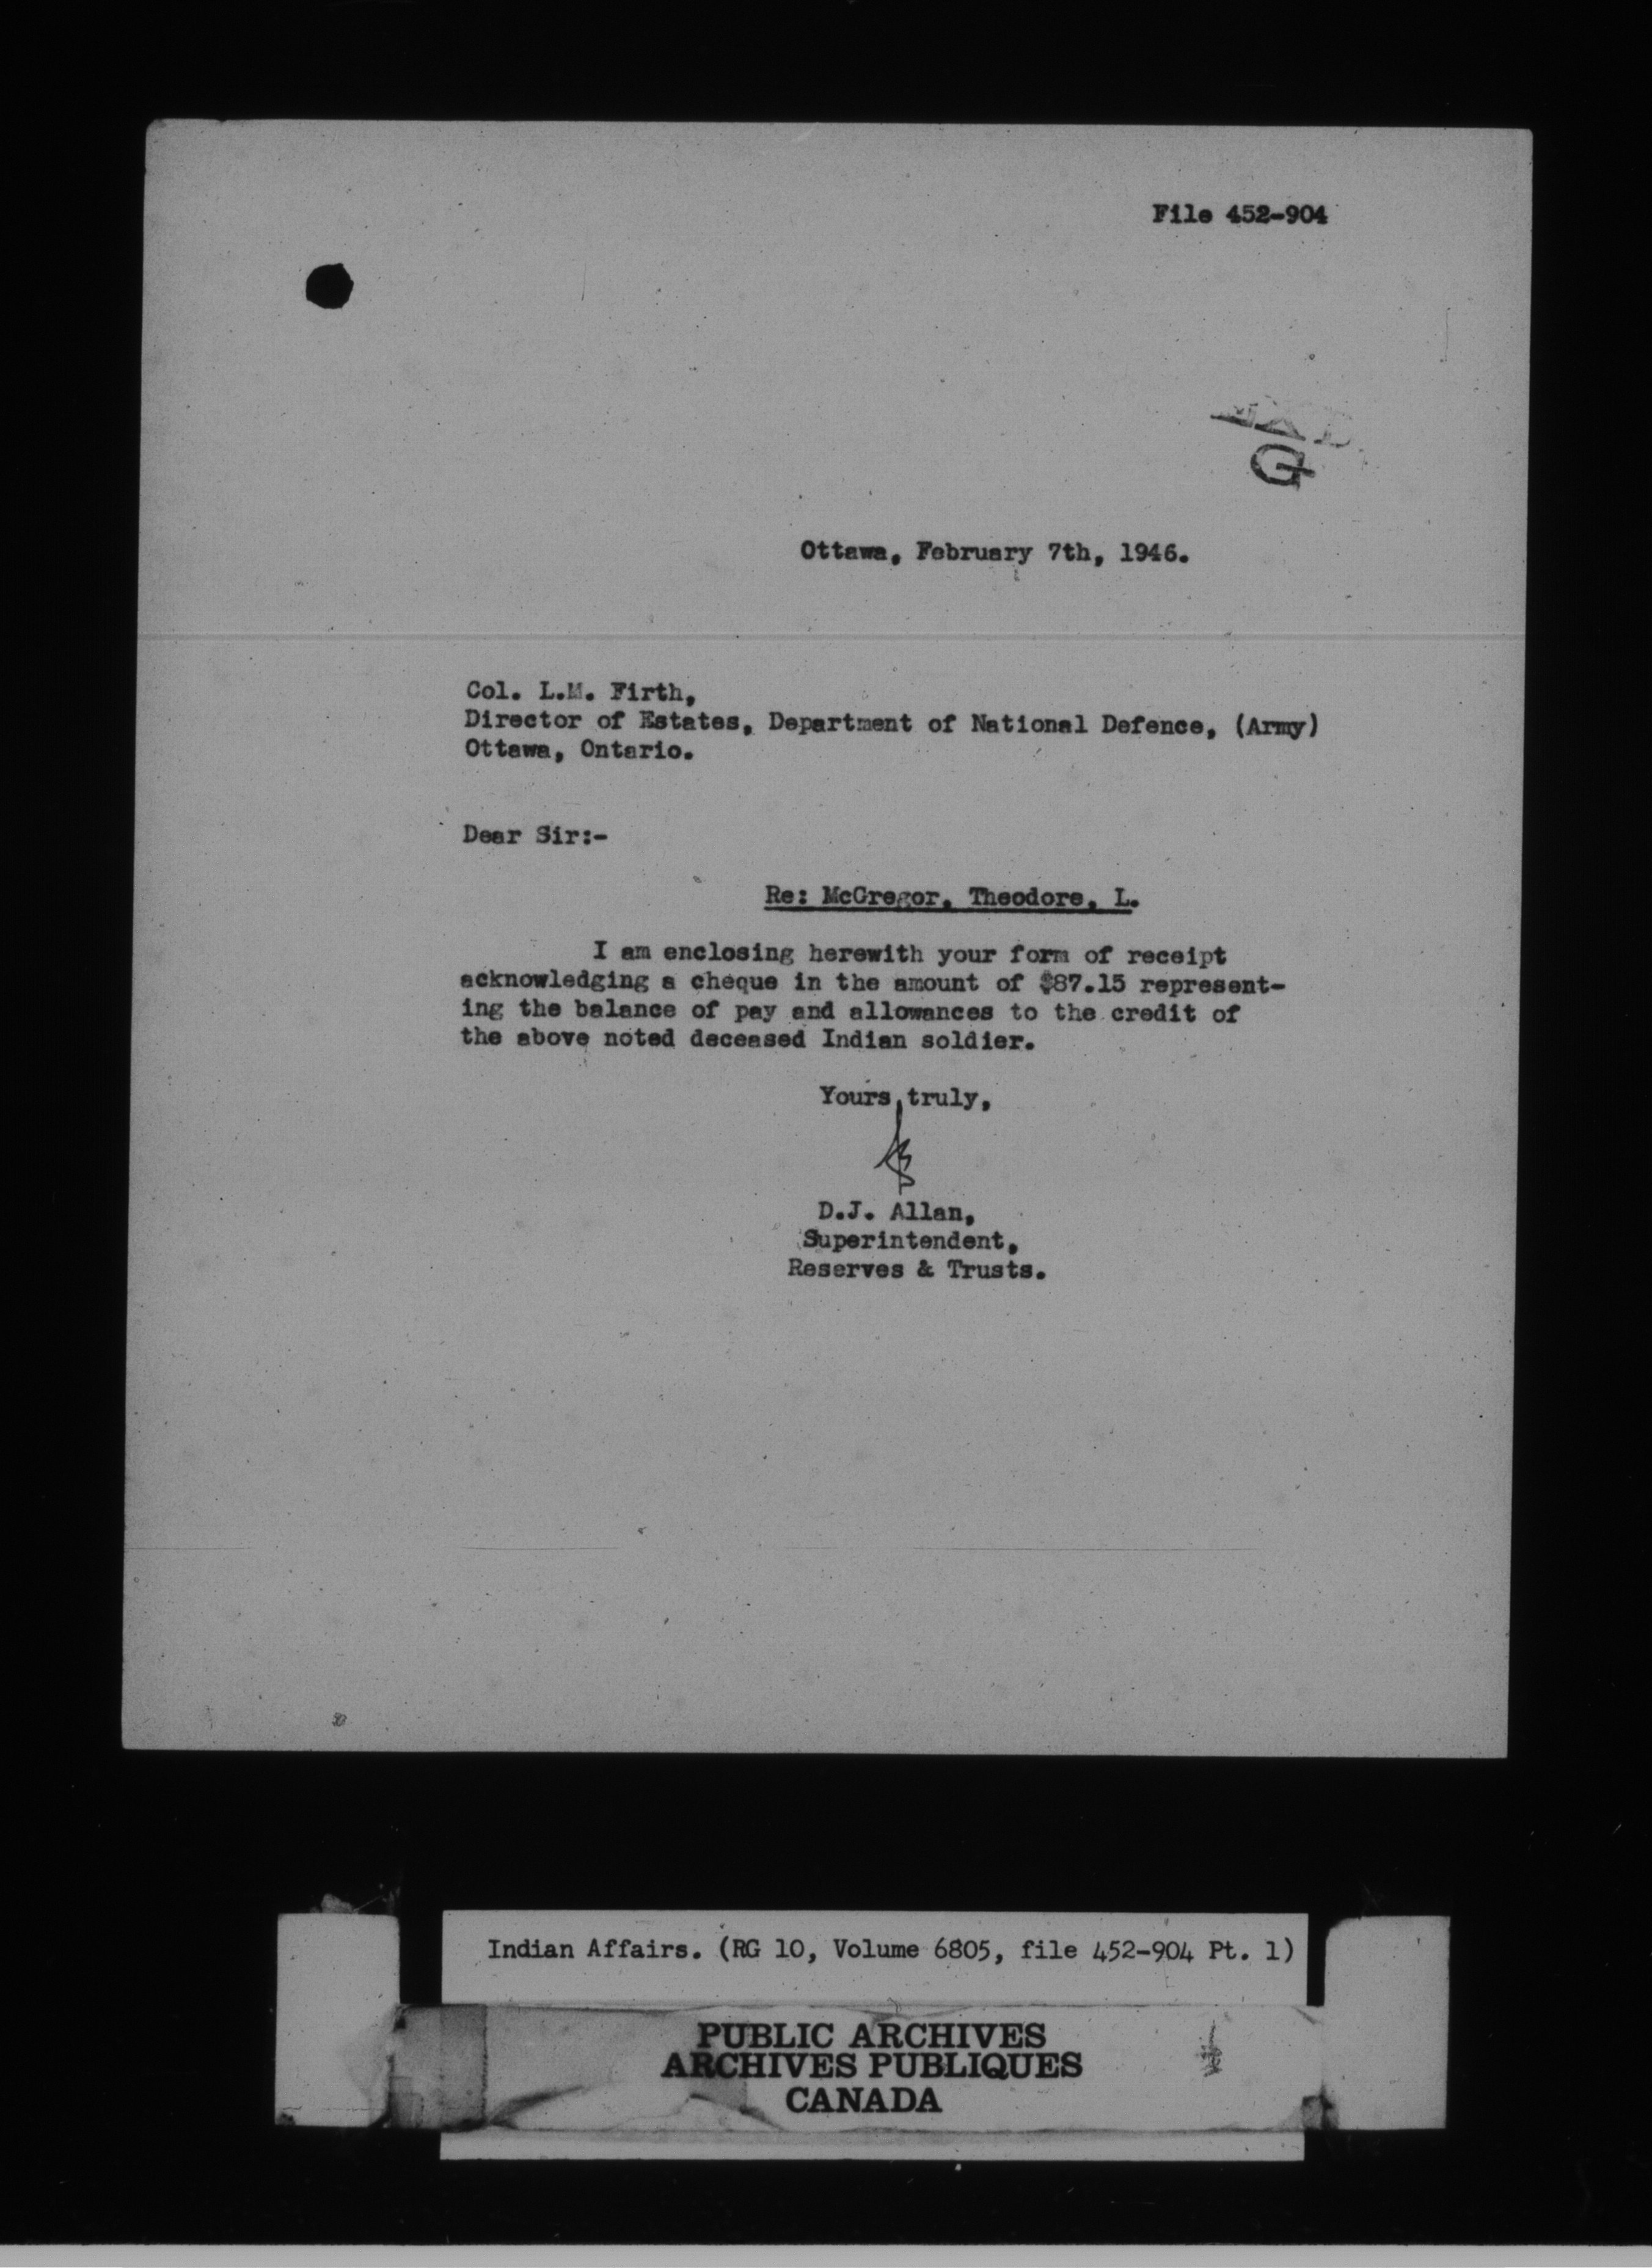 File 452-904
Ottawa, February 7th, 1946.
Col. L.M. Firth,
Director of Estates, Department of National Defence, (Army)
Ottawa, Ontario.
Dear Sir:-
Re: McGregor, Theodore, L.
I am enclosing herewith your form of receipt
acknowledging a cheque in the amount of $87.15 represent-
ing the balance of pay and allowances to the credit of
the above noted deceased Indian soldier.
Yours truly,
D.J. Allan,
Superintendent,
Reserves & Trusts.
Indian Affairs. (RG 10, Volume 6805, file 452-904 Pt. 1)
PUBLIC ARCHIVES
ARCHIVES PUBLIQUES
CANADA